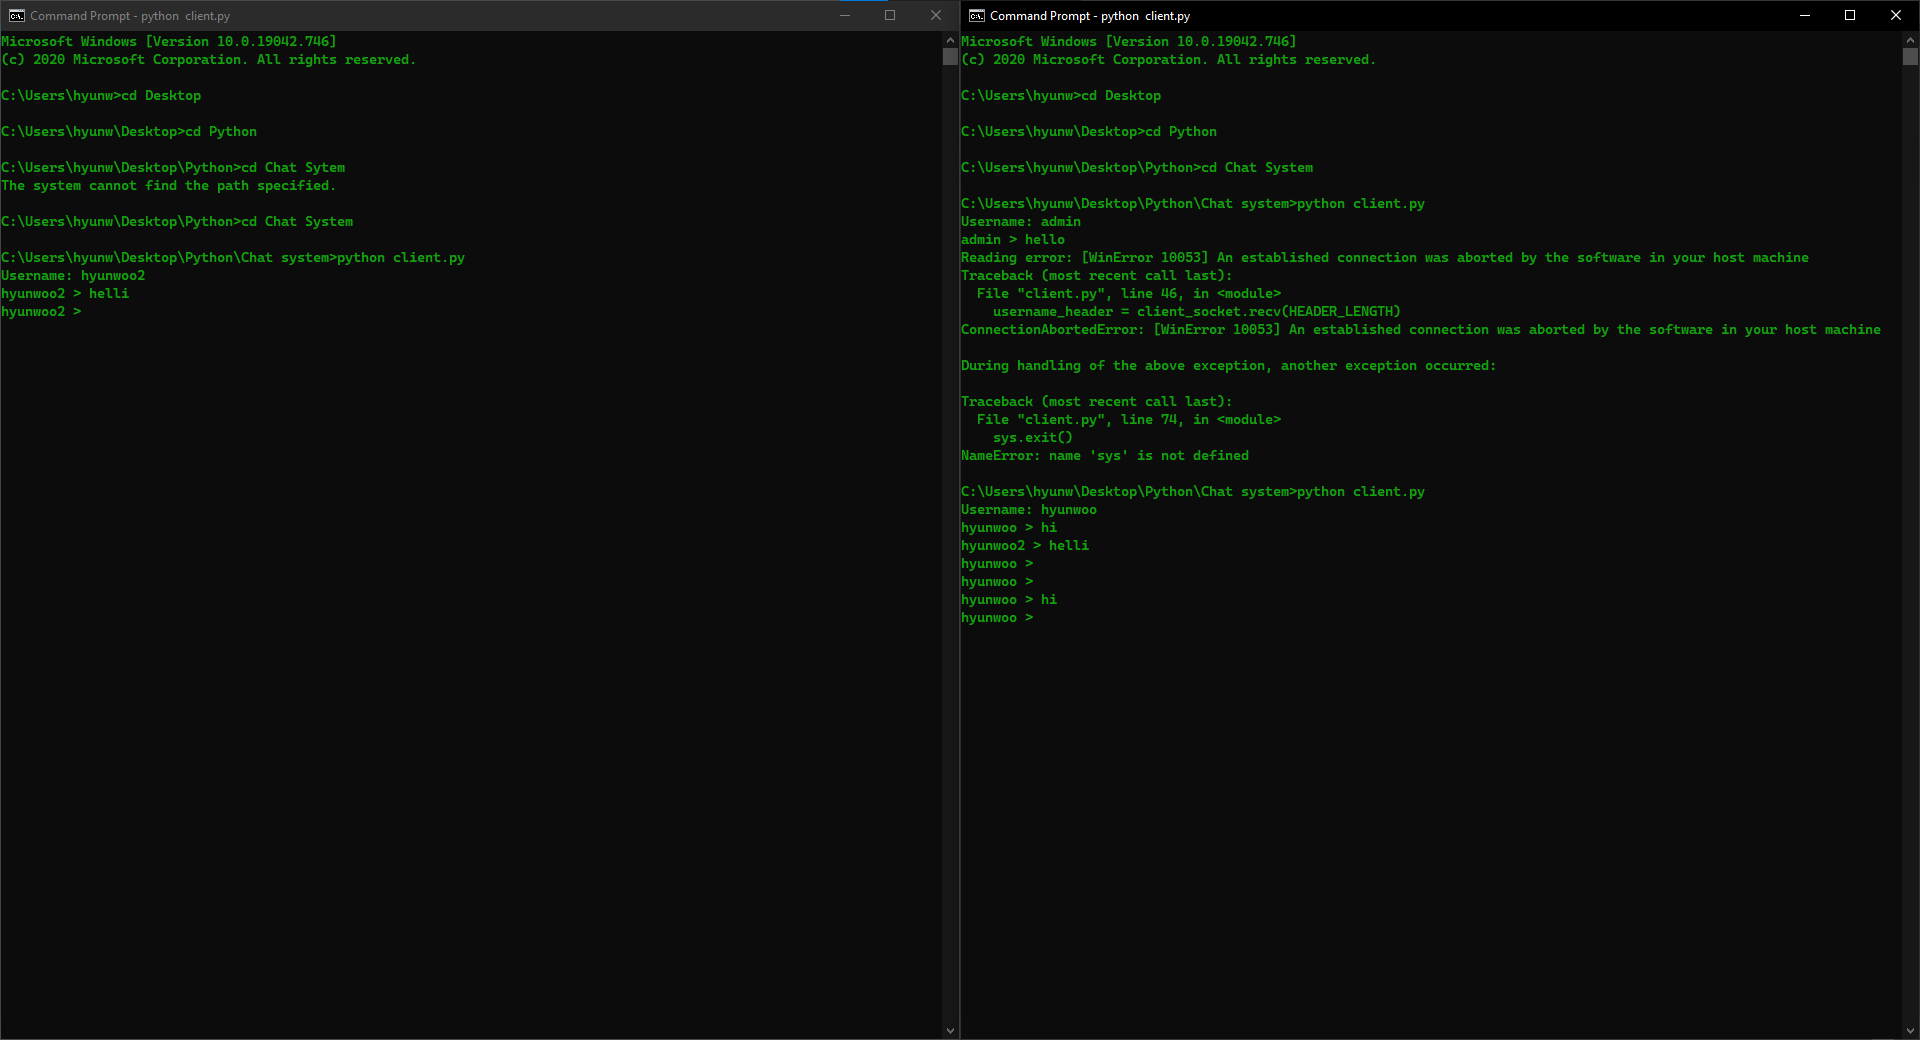 Command Prompt - python  client.py
Microsoft Windows [Version 10.0.19042.746]
(c) 2020 Microsoft Corporation. All rights reserved.
C:\Users\hyunw>cd Desktop
C:\Users\hyunw\Desktop>cd Python
C:\Users\hyunw\Desktop\Python>cd Chat Sytem
The system cannot find the path specified.
C:\Users\hyunw\Desktop\Python>cd Chat System
C:\Users\hyunw\Desktop\Python\Chat system>python client.py
Username: hyunwoo2
hyunwoo2 > helli
hyunwoo2 >
Command Prompt - python  client.py
Microsoft Windows [Version 10.0.19042.746]
(c) 2020 Microsoft Corporation. All rights reserved.
C:\Users\hyunw>cd Desktop
C:\Users\hyunw\Desktop>cd Python
C:\Users\hyunw\Desktop\Python>cd Chat System
C:\Users\hyunw\Desktop\Python\Chat system>python client.py
Username: admin
admin > hello
Reading error: [WinError 10053] An established connection was aborted by the software in your host machine
Traceback (most recent call last):
  File "client.py", line 46, in <module>
    username_header = client_socket.recv(HEADER_LENGTH)
ConnectionAbortedError: [WinError 10053] An established connection was aborted by the software in your host machine
During handling of the above exception, another exception occurred:
Traceback (most recent call last):
  File "client.py", line 74, in <module>
    sys.exit()
NameError: name 'sys' is not defined
C:\Users\hyunw\Desktop\Python\Chat system>python client.py
Username: hyunwoo
hyunwoo > hi
hyunwoo2 > helli
hyunwoo >
hyunwoo >
hyunwoo > hi
hyunwoo >